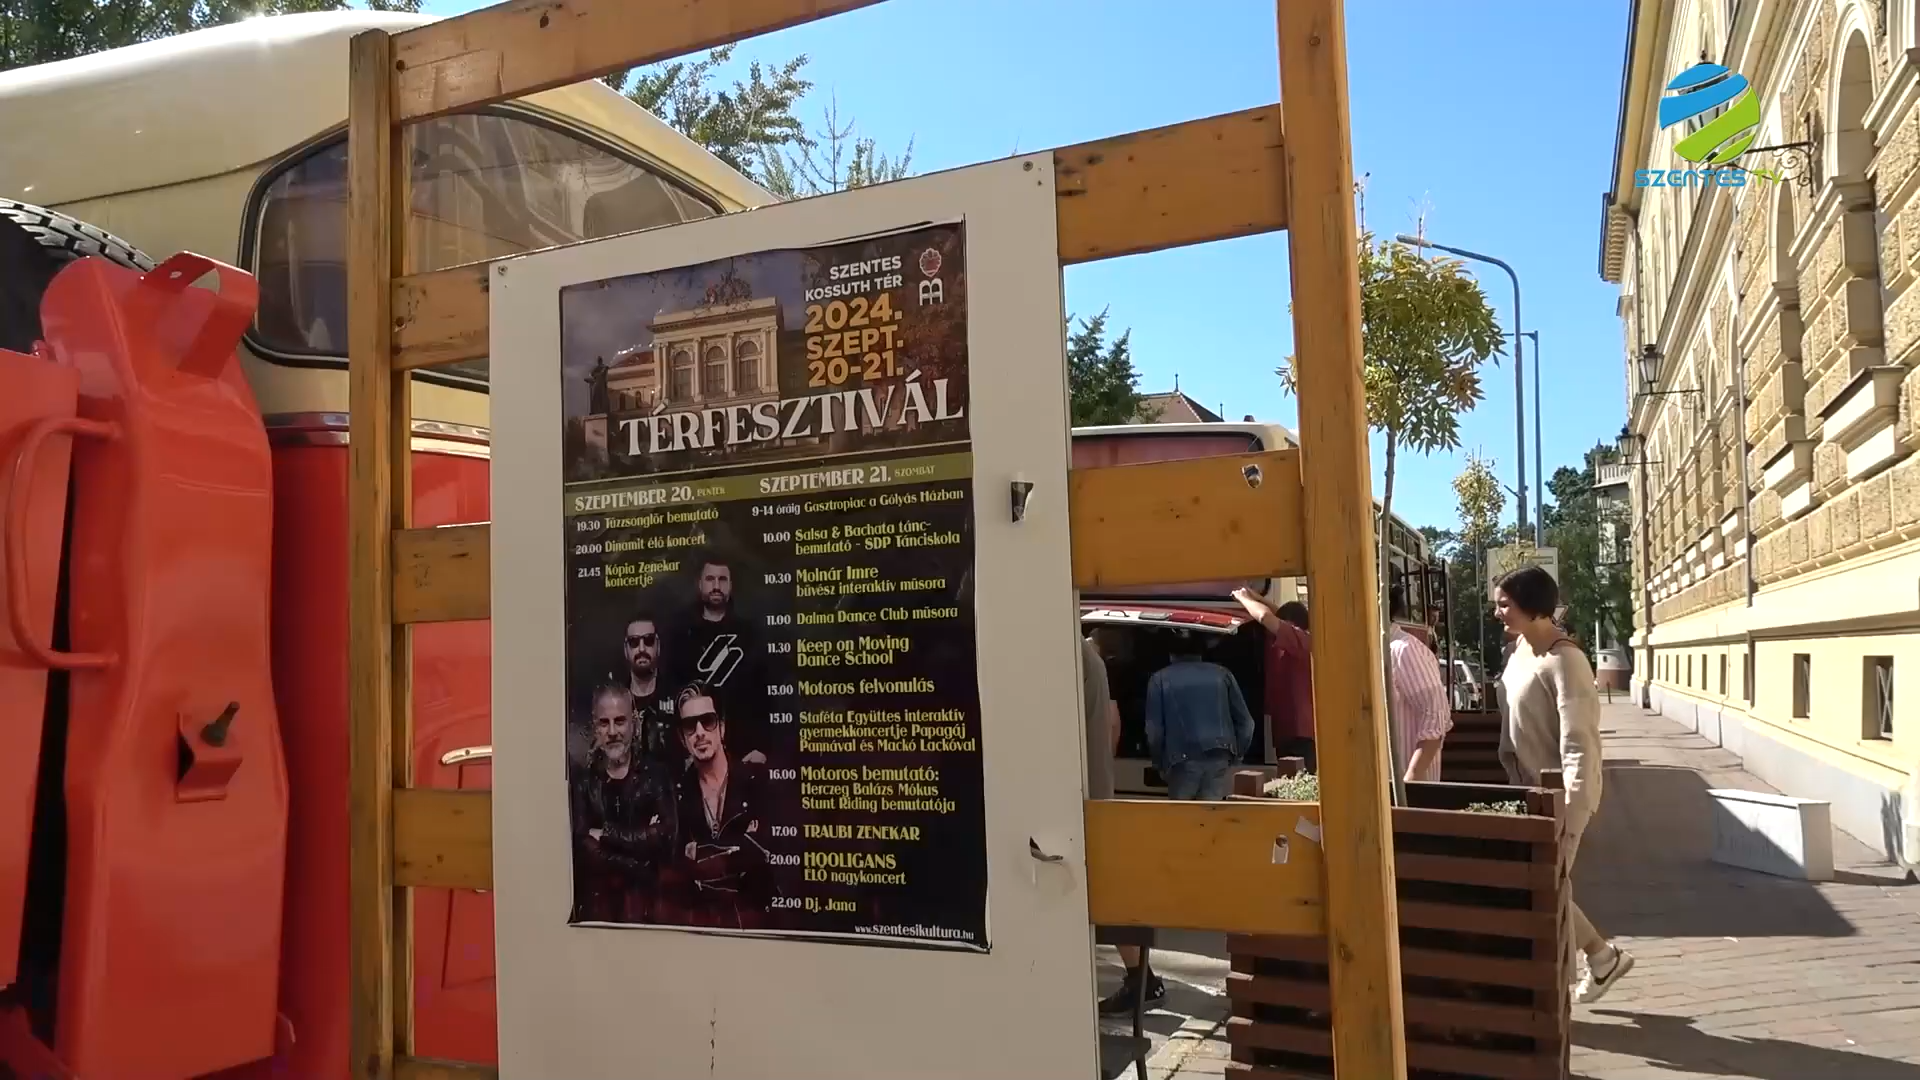 SZENTES TV
SZENTES
KOSSUTH TÉR
2024.
SZEPT.
20-21.
TÉRFESZTIVÁL
SZEPTEMBER 20. PÉNTEK
19.30 Tűzzsonglőr bemutató
20.00 Dinamit élő koncert
21.45 Kópia Zenekar
koncertje
SZEPTEMBER 21. SZOMBAT
9-14 óráig Gasztropiac a Gólyás Házban
10.00 Salsa & Bachata tánc-
bemutató - SDP Tánciskola
10.30 Molnár Imre
bűvész interaktív műsora
11.00 Dalma Dance Club műsora
11.30 Keep on Moving
Dance School
15.00 Motoros felvonulás
15.10 Staféta Együttes interaktív
gyermekkoncertje Papagáj
Pannával és Mackó Lackóval
16.00 Motoros bemutató:
Herczeg Balázs Mókus
Stunt Riding bemutatója
17.00 TRAUBI ZENEKAR
20.00 HOOLIGANS
ÉLŐ nagykoncert
22.00 Dj. Jana
www.szentesikultura.hu